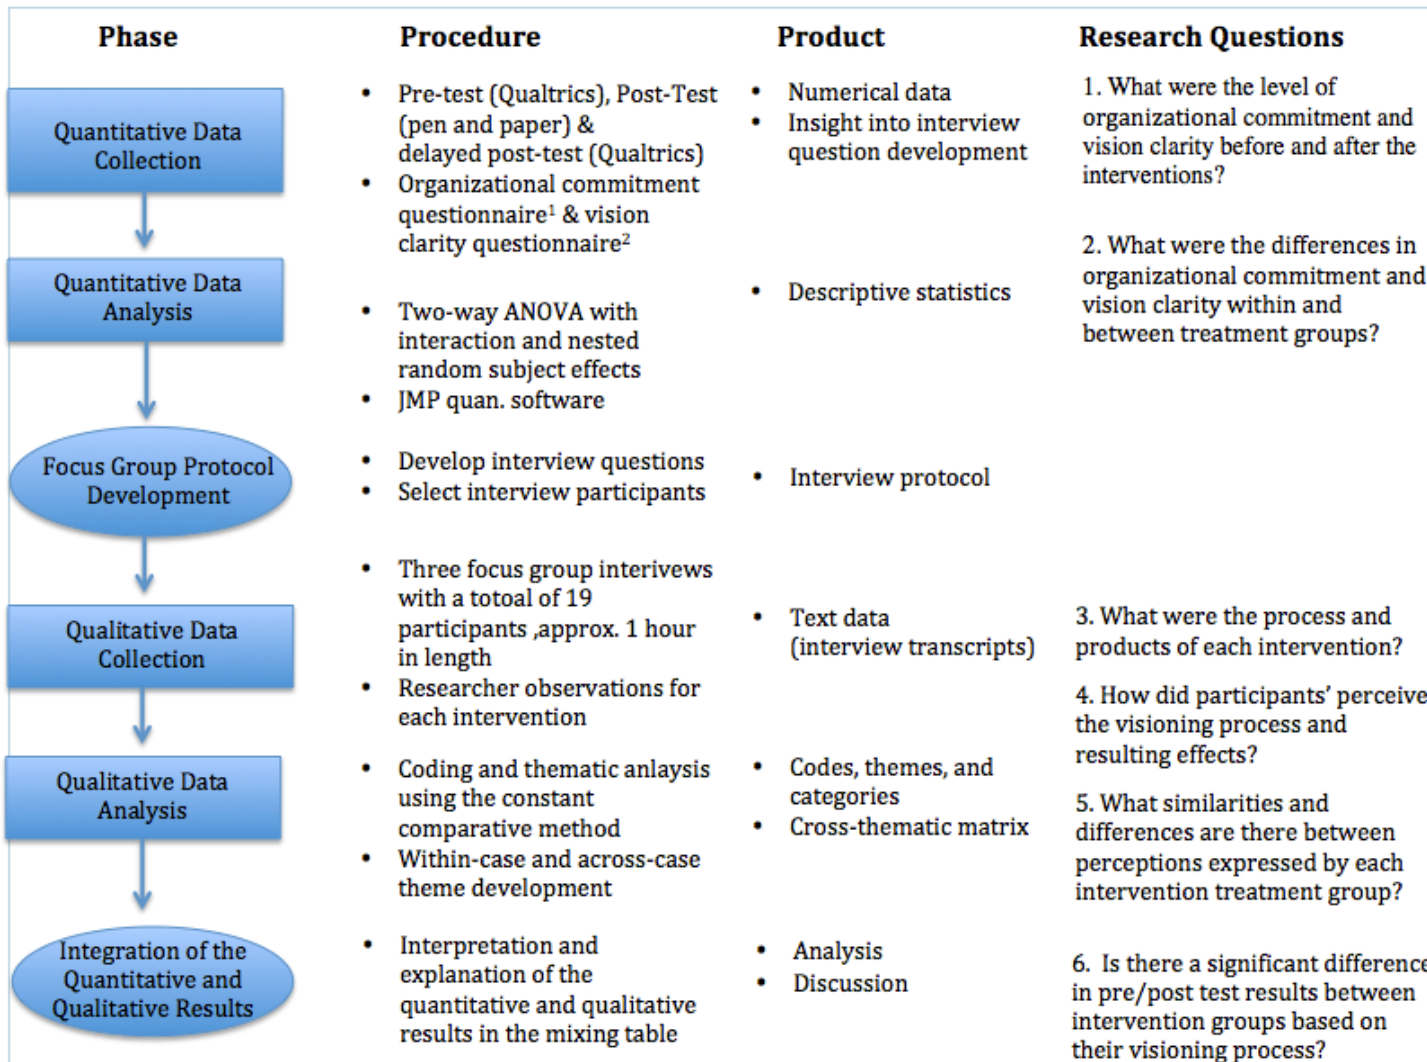 Phase
Procedure
Product
Research Questions
Quantitative Data
Collection
• Pre-test (Qualtrics), Post-Test
(pen and paper) &
delayed post-test (Qualtrics)
• Organizational commitment
questionnaire¹ & vision
clarity questionnaire²
• Numerical data
• Insight into interview
question development
1. What were the level of
organizational commitment and
vision clarity before and after the
interventions?
Quantitative Data
Analysis
• Two-way ANOVA with
interaction and nested
random subject effects
• JMP quan. software
• Descriptive statistics
2. What were the differences in
organizational commitment and
vision clarity within and
between treatment groups?
Focus Group Protocol
Development
• Develop interview questions
• Select interview participants
• Interview protocol
Qualitative Data
Collection
• Three focus group interivews
with a totoal of 19
participants ,approx. 1 hour
in length
• Researcher observations for
each intervention
• Text data
(interview transcripts)
3. What were the process and
products of each intervention?
4. How did participants’ perceive
the visioning process and
resulting effects?
Qualitative Data
Analysis
• Coding and thematic anlaysis
using the constant
comparative method
• Within-case and across-case
theme development
• Codes, themes, and
categories
• Cross-thematic matrix
5. What similarities and
differences are there between
perceptions expressed by each
intervention treatment group?
Integration of the
Quantitative and
Qualitative Results
• Interpretation and
explanation of the
quantitative and qualitative
results in the mixing table
• Analysis
• Discussion
6. Is there a significant difference
in pre/post test results between
intervention groups based on
their visioning process?